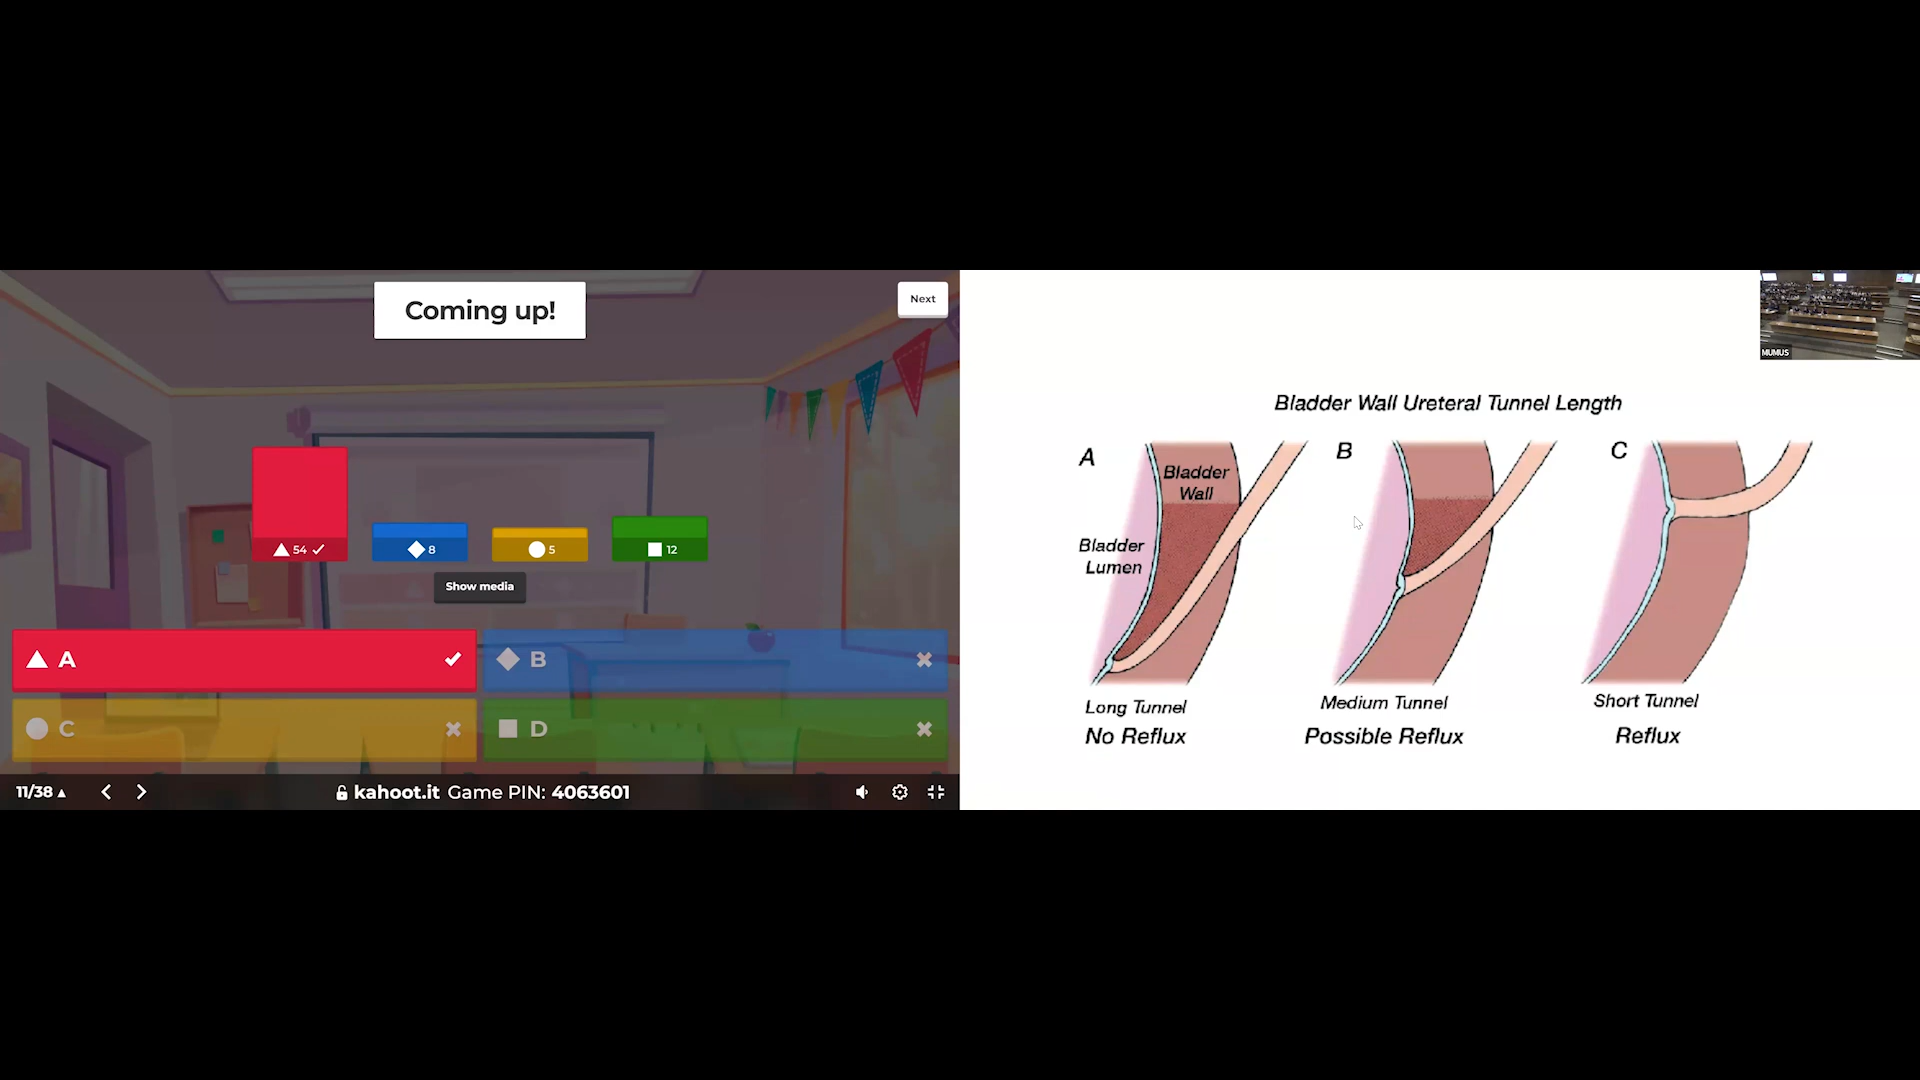 Coming up!
Next
54
8
5
12
Show media
A
B
C
D
11/38
kahoot.it Game PIN: 4063601
MUMUS
Bladder Wall Ureteral Tunnel Length
A
B
C
Bladder
Wall
Bladder
Lumen
Long Tunnel
No Reflux
Medium Tunnel
Possible Reflux
Short Tunnel
Reflux